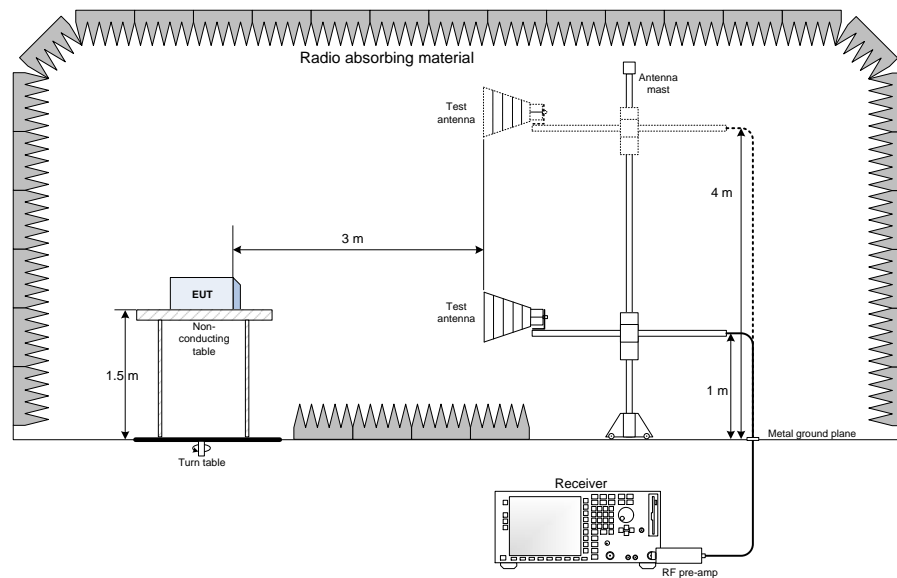 Radio absorbing material
Antenna
mast
Test
antenna
4 m
3 m
EUT
Test
antenna
Non-
conducting
table
1.5 m
1 m
Metal ground plane
Turn table
Receiver
RF pre-amp